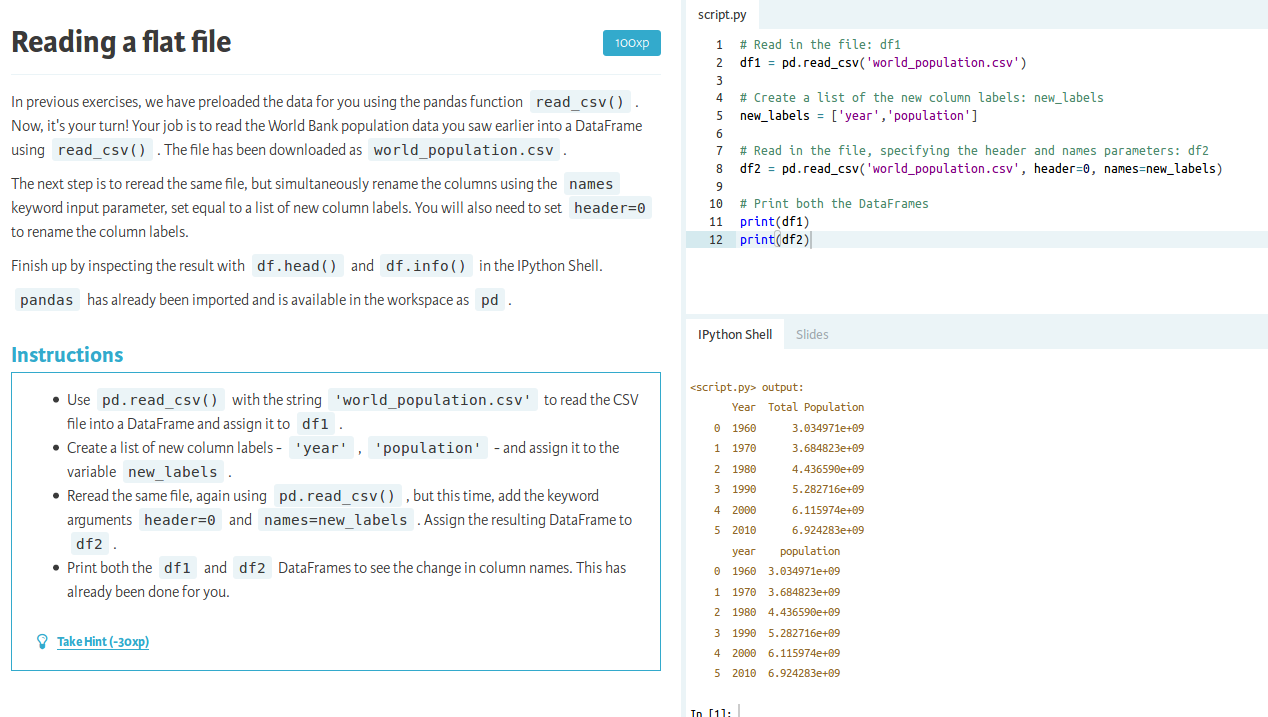 Reading a flat file
100xp
In previous exercises, we have preloaded the data for you using the pandas function read_csv() .
Now, it's your turn! Your job is to read the World Bank population data you saw earlier into a DataFrame
using read_csv() . The file has been downloaded as world_population.csv .
The next step is to reread the same file, but simultaneously rename the columns using the names
keyword input parameter, set equal to a list of new column labels. You will also need to set header=0
to rename the column labels.
Finish up by inspecting the result with df.head() and df.info() in the IPython Shell.
pandas has already been imported and is available in the workspace as pd .
Instructions
• Use pd.read_csv() with the string 'world_population.csv' to read the CSV
file into a DataFrame and assign it to df1 .
• Create a list of new column labels - 'year' , 'population' - and assign it to the
variable new_labels .
• Reread the same file, again using pd.read_csv() , but this time, add the keyword
arguments header=0 and names=new_labels . Assign the resulting DataFrame to
df2 .
• Print both the df1 and df2 DataFrames to see the change in column names. This has
already been done for you.
Take Hint (-30xp)
script.py
1 # Read in the file: df1
2 df1 = pd.read_csv('world_population.csv')
3
4 # Create a list of the new column labels: new_labels
5 new_labels = ['year','population']
6
7 # Read in the file, specifying the header and names parameters: df2
8 df2 = pd.read_csv('world_population.csv', header=0, names=new_labels)
9
10 # Print both the DataFrames
11 print(df1)
12 print(df2)
IPython Shell Slides
<script.py> output:
Year Total Population
0 1960 3.034971e+09
1 1970 3.684823e+09
2 1980 4.436590e+09
3 1990 5.282716e+09
4 2000 6.115974e+09
5 2010 6.924283e+09
year population
0 1960 3.034971e+09
1 1970 3.684823e+09
2 1980 4.436590e+09
3 1990 5.282716e+09
4 2000 6.115974e+09
5 2010 6.924283e+09
In [1]: